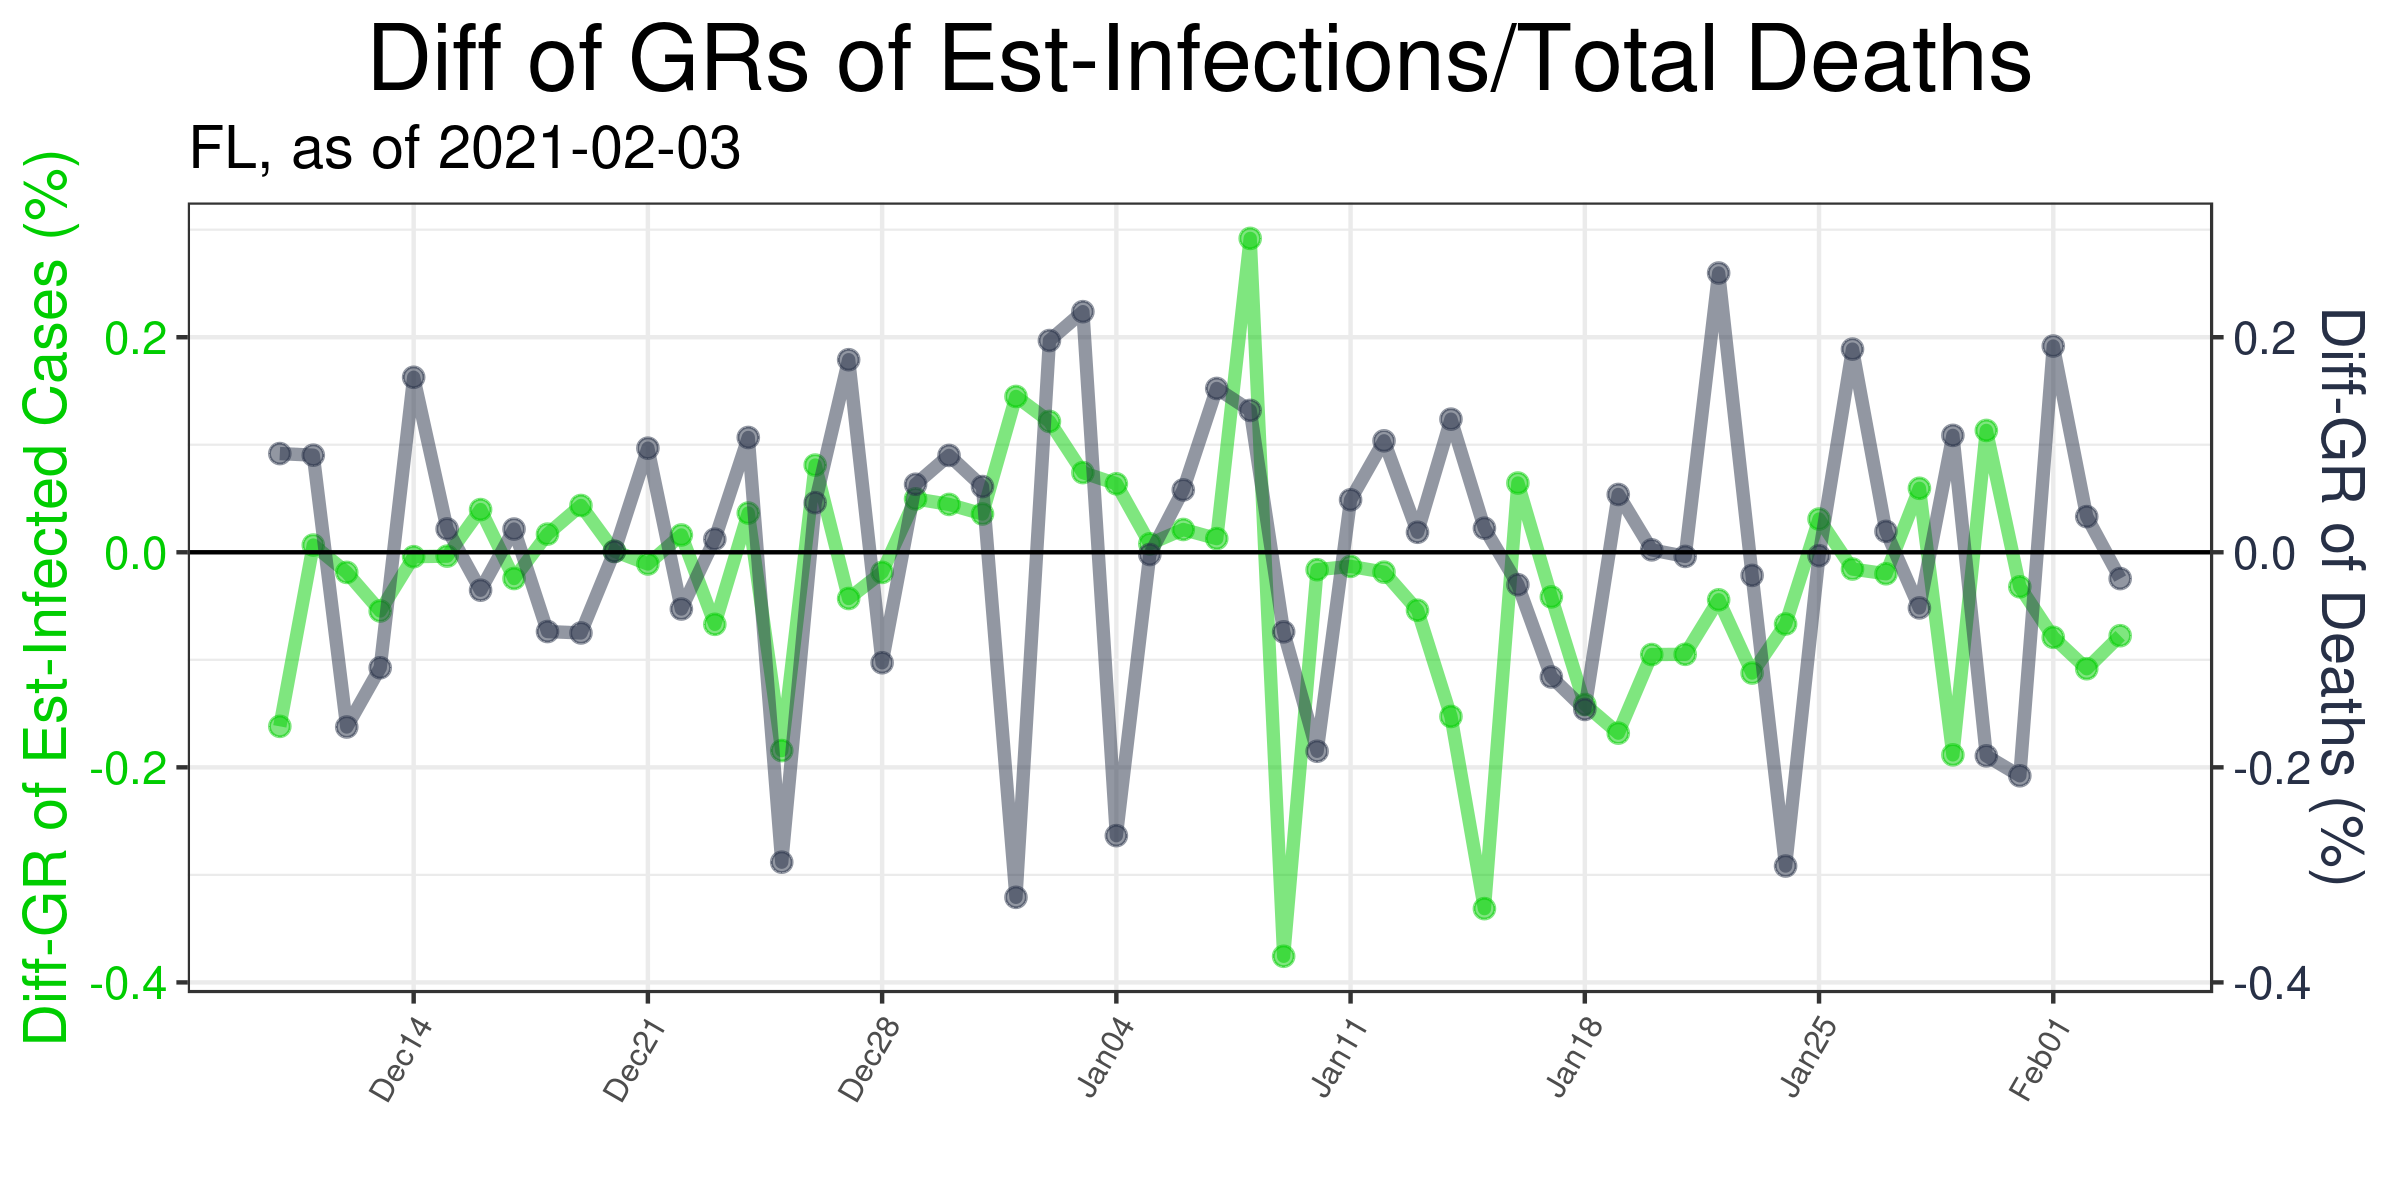 Diff of GRs of Est-Infections/Total Deaths
FL, as of 2021-02-03
Diff-GR of Est-Infected Cases (%)
0.2
0.0
-0.2
-0.4
0.2
0.0
-0.2
-0.4
Diff-GR of Deaths (%)
Dec14
Dec21
Dec28
Jan04
Jan11
Jan18
Jan25
Feb01